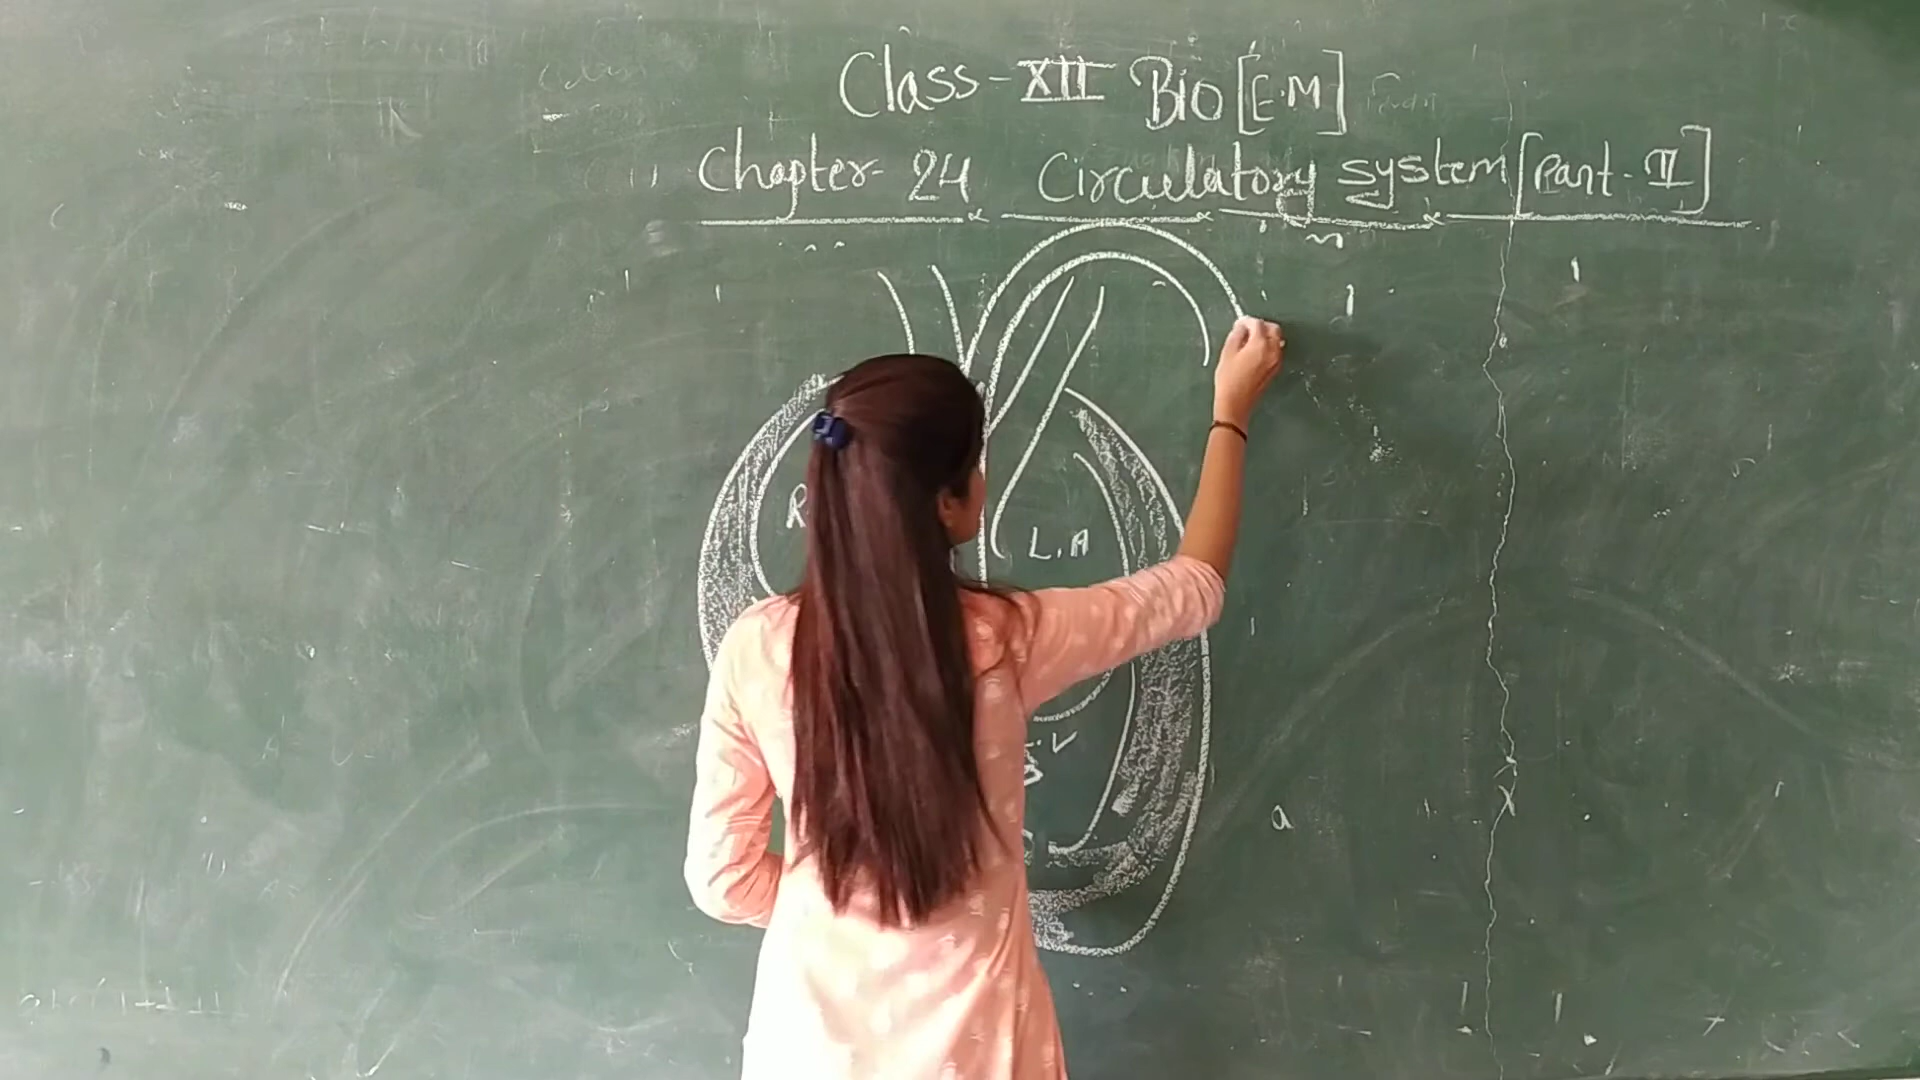 Class - XII Bio [E.M]
Chapter - 24 Circulatory system [Part - II]
R
L.A
.V
a